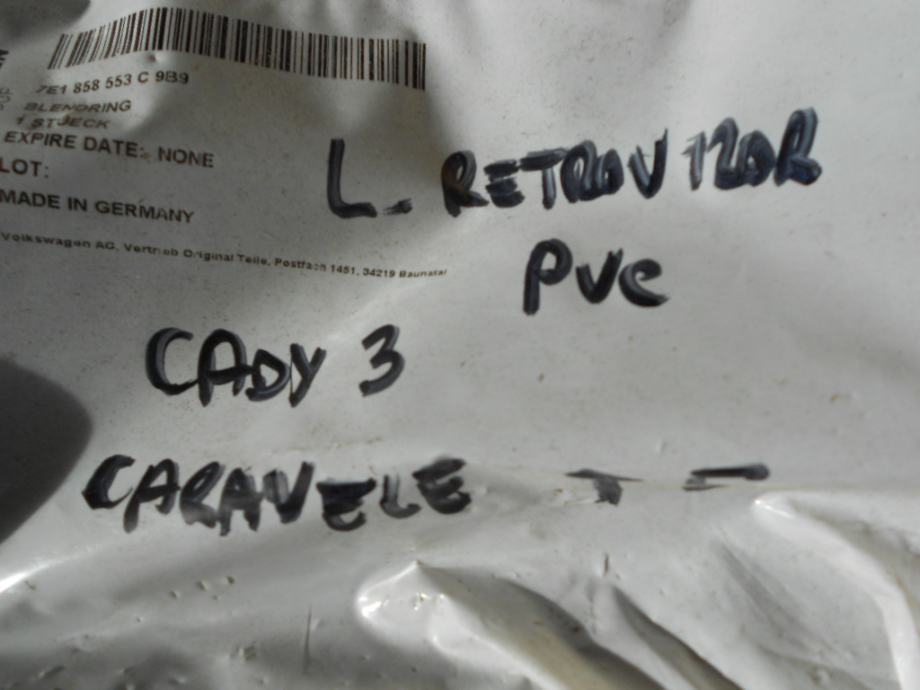 7E1 858 553 C 9B9
BLENDRING
1 STUECK
EXPIRE DATE: NONE
LOT:
MADE IN GERMANY
Volkswagen AG, Vertrieb Original Teile, Postfach 1451, 34219 Baunatal
L. RETROVIZOR
PVC
CADY 3
CARAVELE